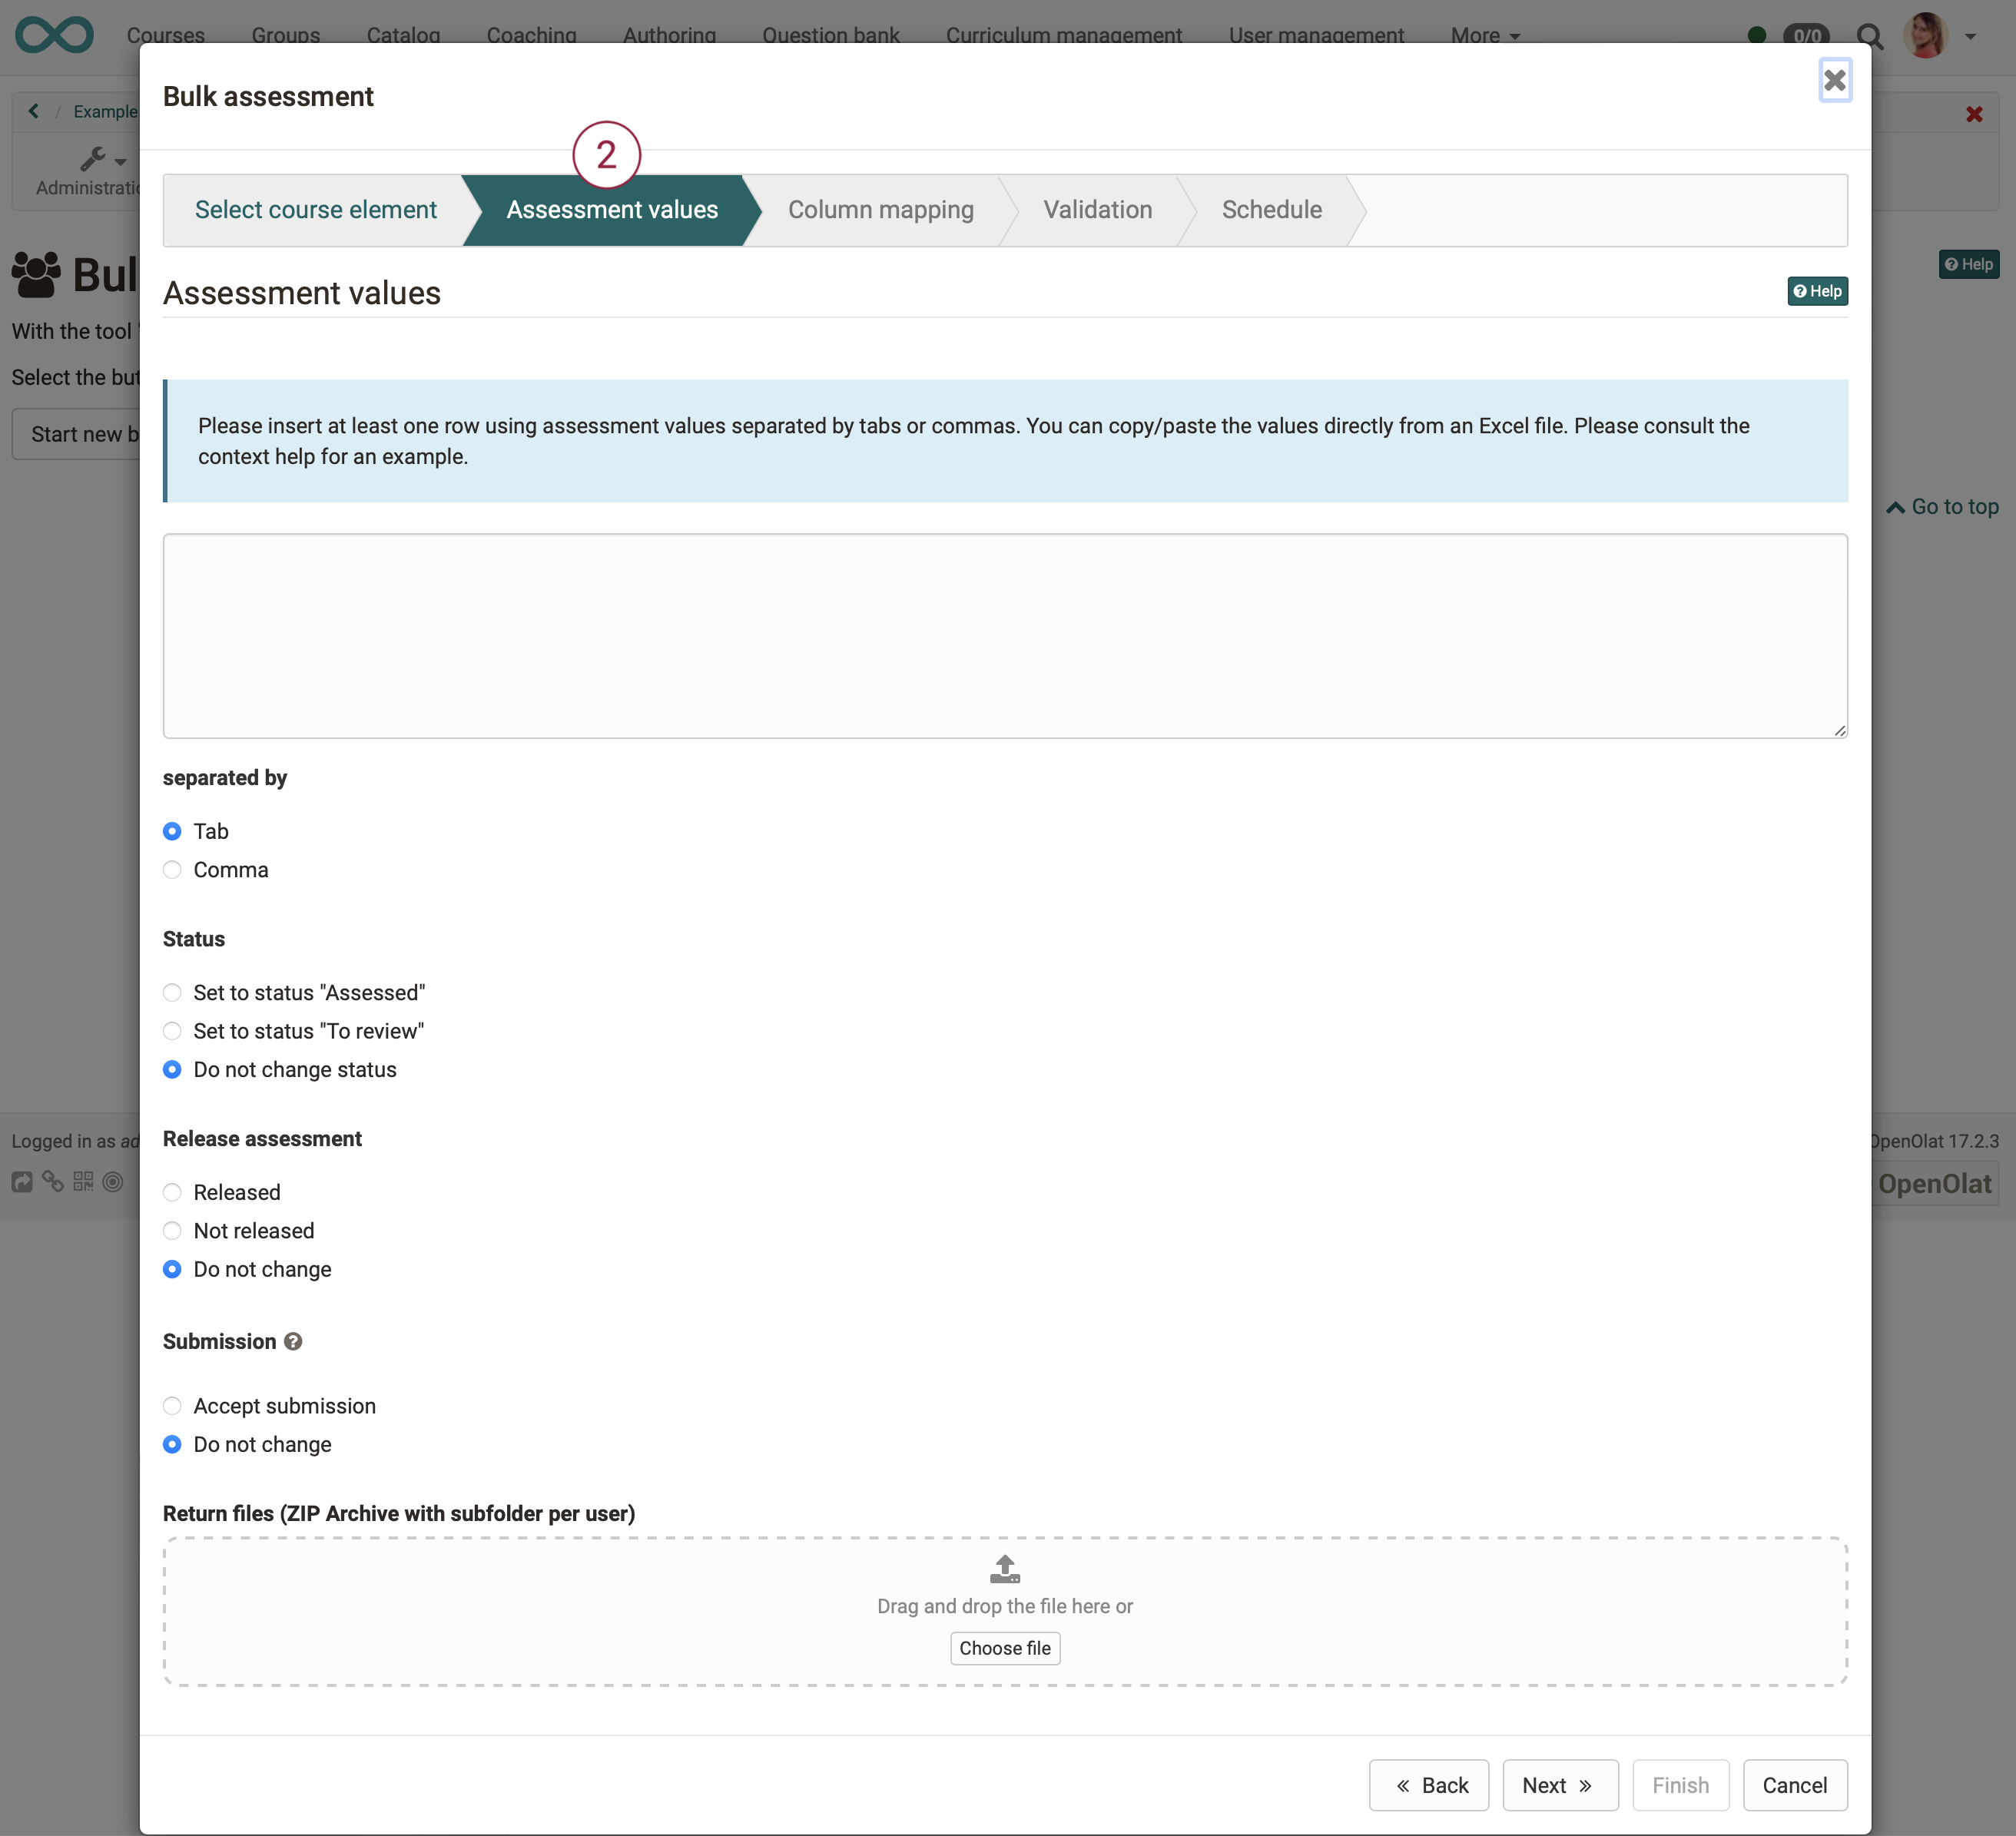 Courses Groups Catalog Coaching Authoring Question bank Curriculum management User management More 0/0
Example
Administratio
Bul
Help
With the tool
Select the but
Start new b
Go to top
Bulk assessment
2
Select course element Assessment values Column mapping Validation Schedule
Assessment values
Help
Please insert at least one row using assessment values separated by tabs or commas. You can copy/paste the values directly from an Excel file. Please consult the
context help for an example.
separated by
Tab
Comma
Status
Set to status "Assessed"
Set to status "To review"
Do not change status
Release assessment
Released
Not released
Do not change
Submission
Accept submission
Do not change
Return files (ZIP Archive with subfolder per user)
Drag and drop the file here or
Choose file
« Back Next » Finish Cancel
Logged in as ad
OpenOlat 17.2.3
OpenOlat